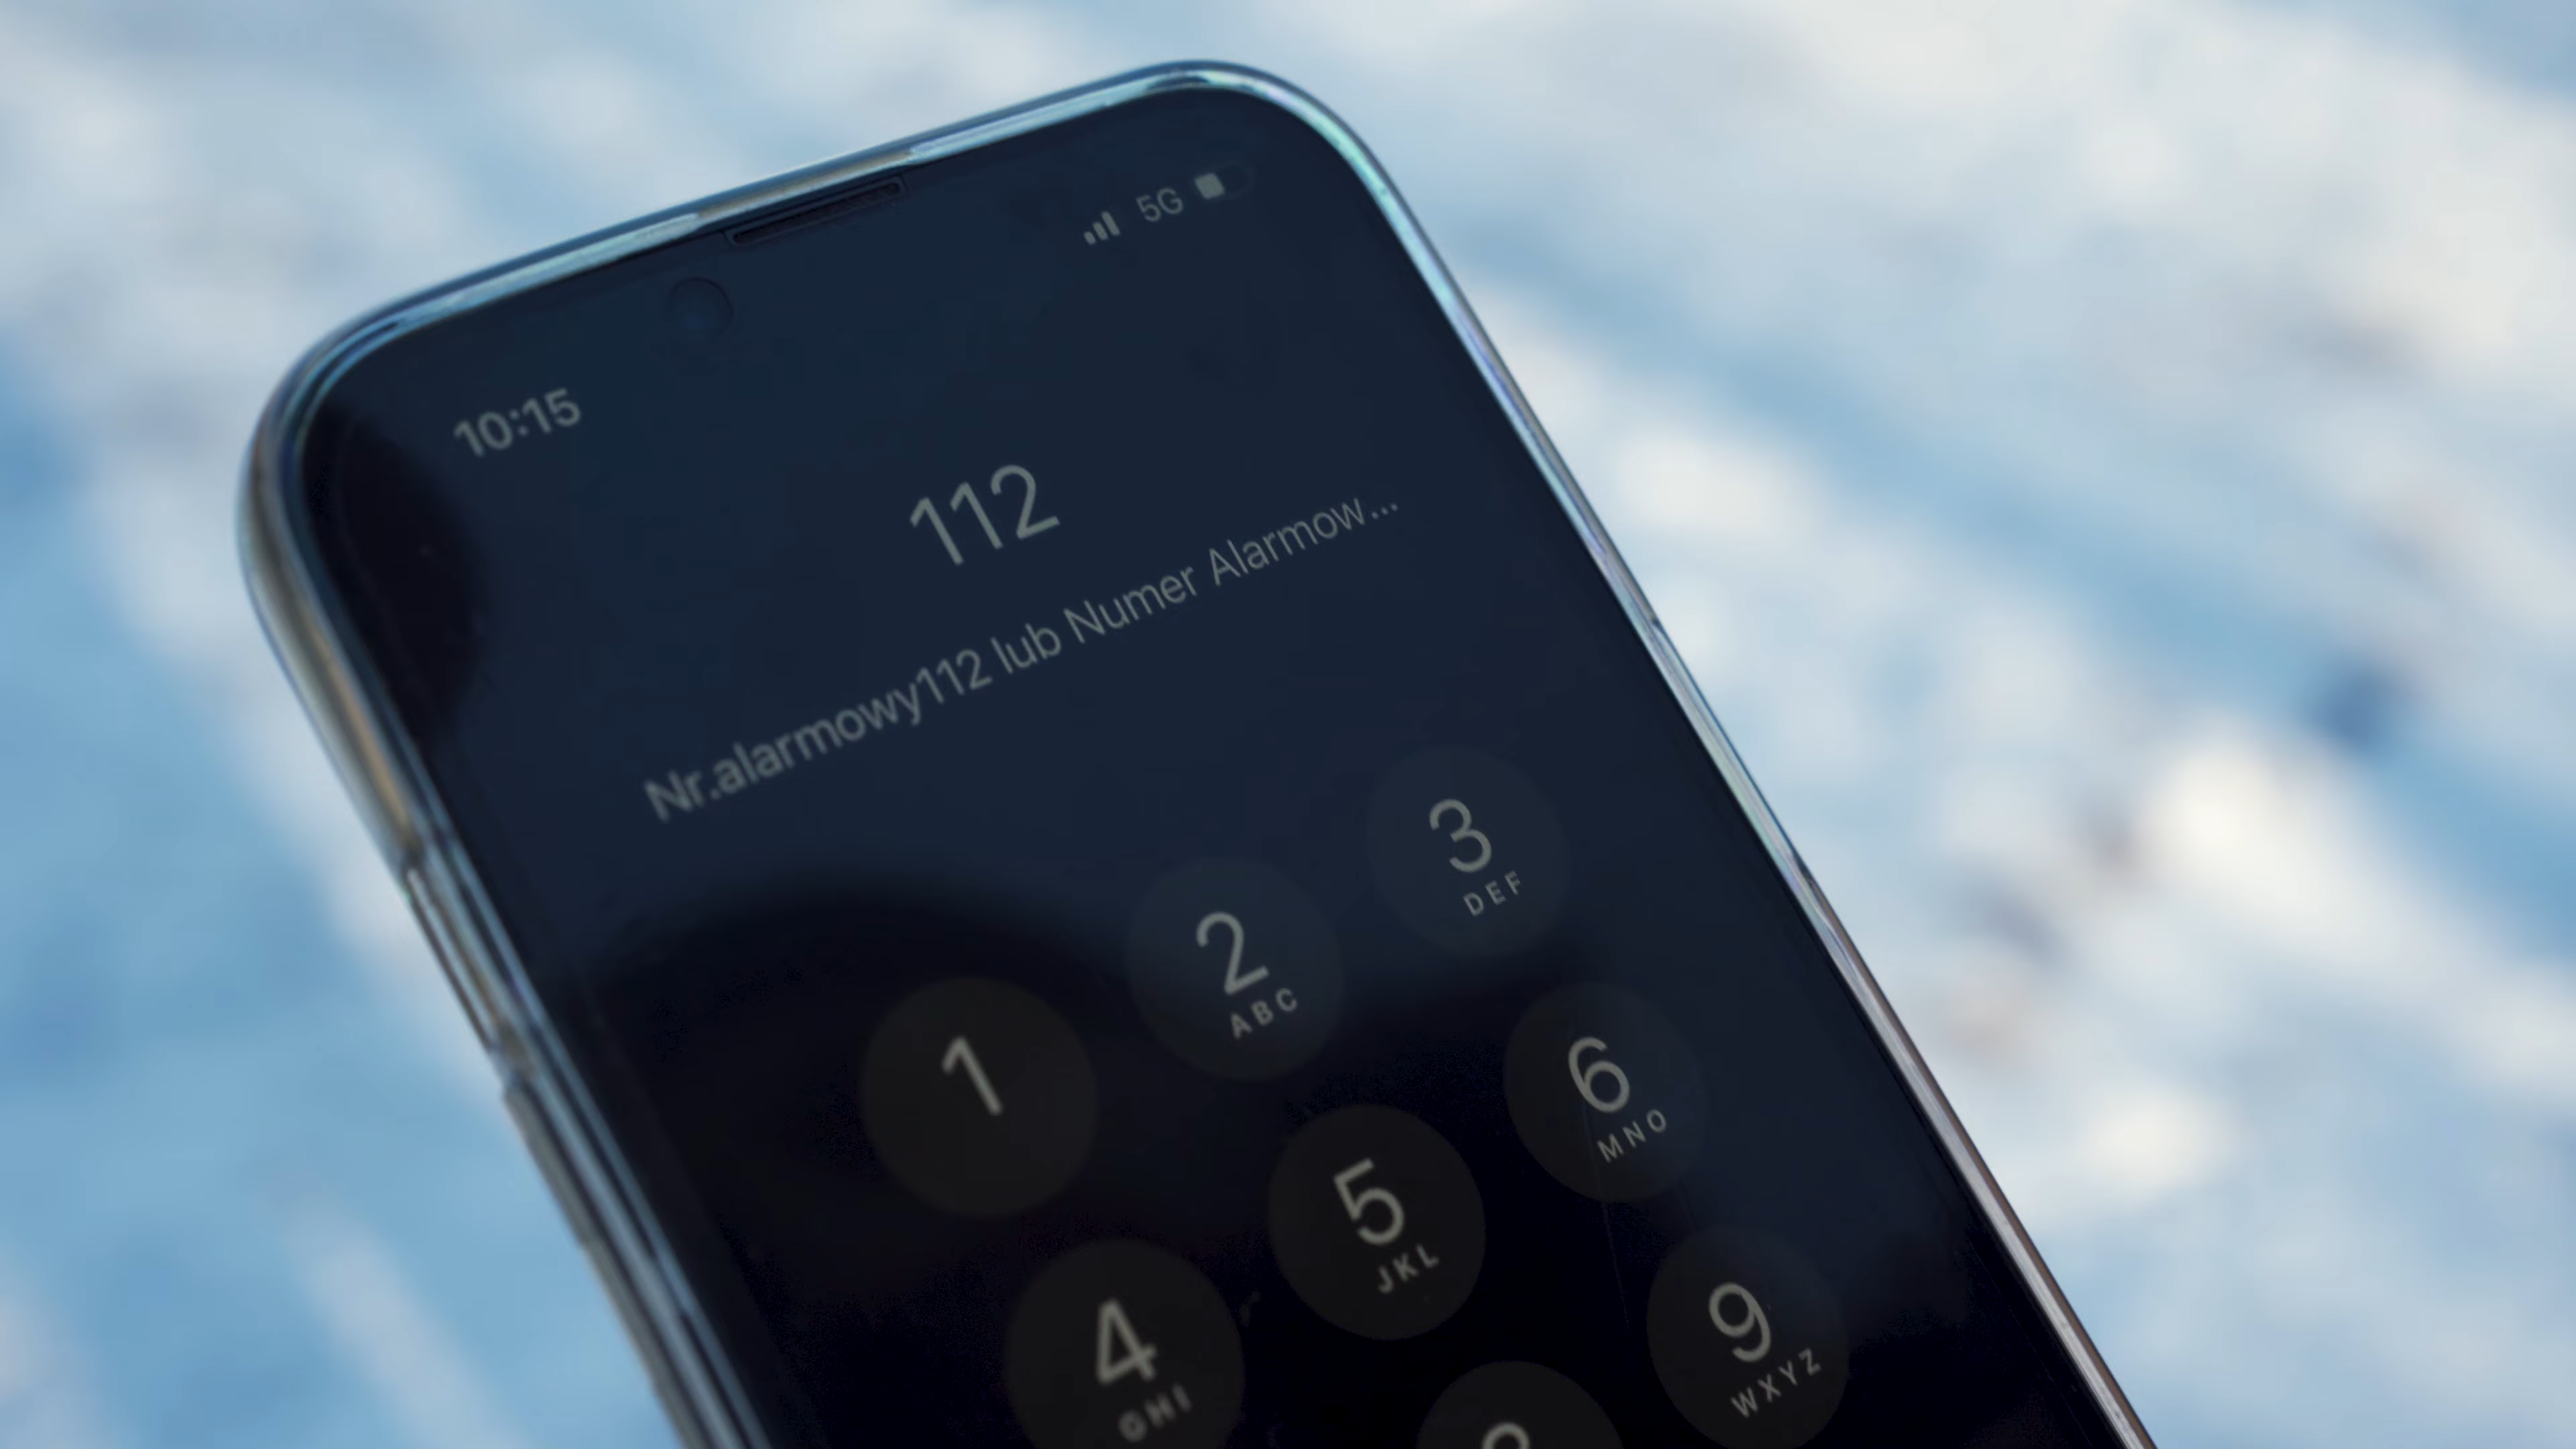 10:15
5G
112
Nr.alarmowy112 lub Numer Alarmow...
1
2
ABC
3
DEF
4
GHI
5
JKL
6
MNO
9
WXYZ